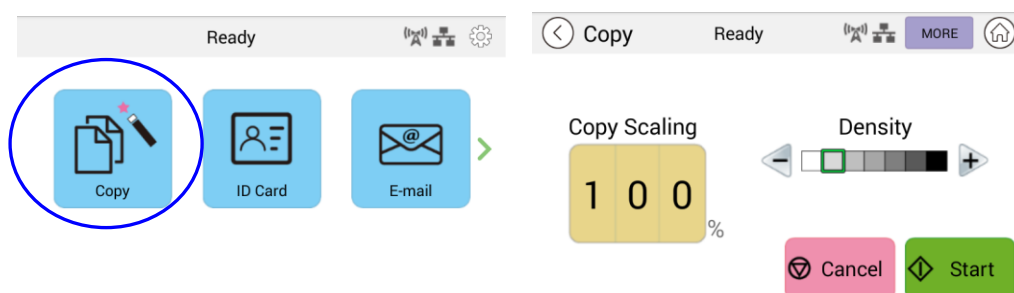 Ready
Copy
ID Card
E-mail
Copy
Ready
MORE
Copy Scaling
Density
1 0 0
%
Cancel
Start